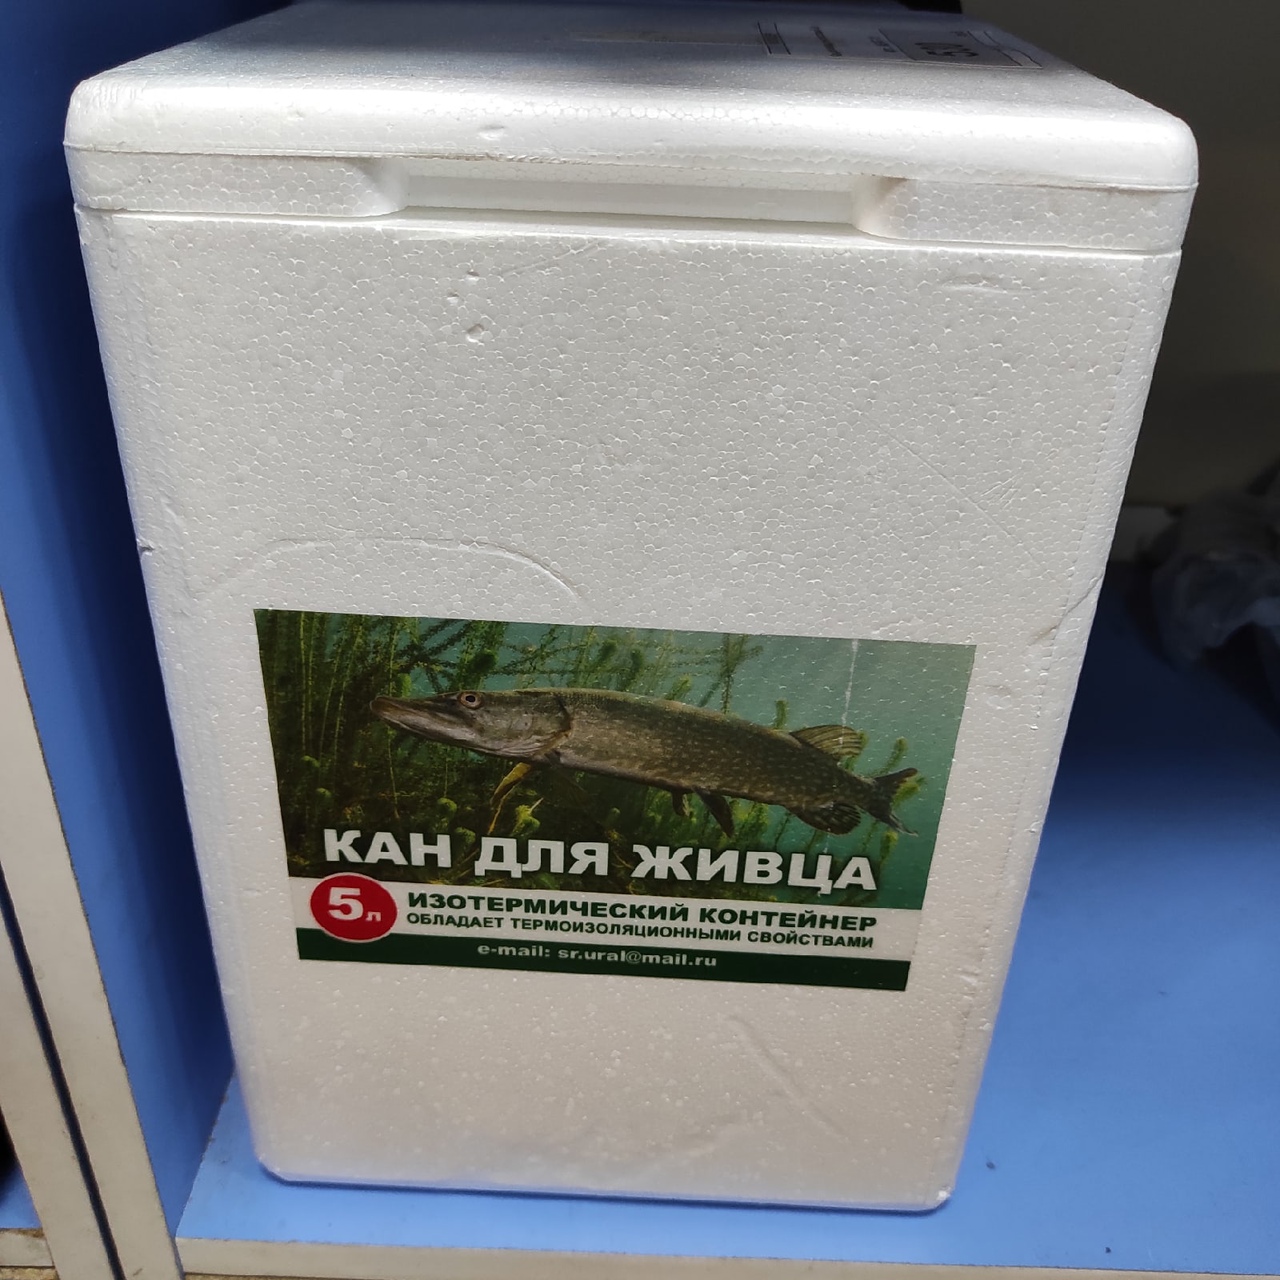 КАН ДЛЯ ЖИВЦА
5л
ИЗОТЕРМИЧЕСКИЙ КОНТЕЙНЕР
ОБЛАДАЕТ ТЕРМОИЗОЛЯЦИОННЫМИ СВОЙСТВАМИ
e-mail: sr.ural@mail.ru